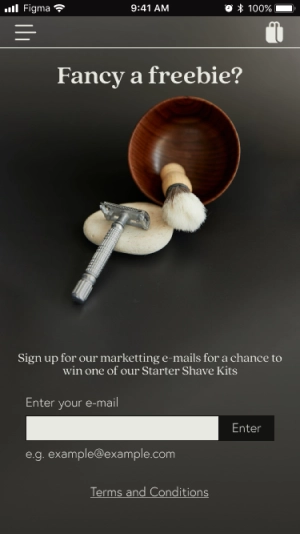 Figma 9:41 AM 100%
Fancy a freebie?
Sign up for our marketting e-mails for a chance to
win one of our Starter Shave Kits
Enter your e-mail
Enter
e.g. example@example.com
Terms and Conditions